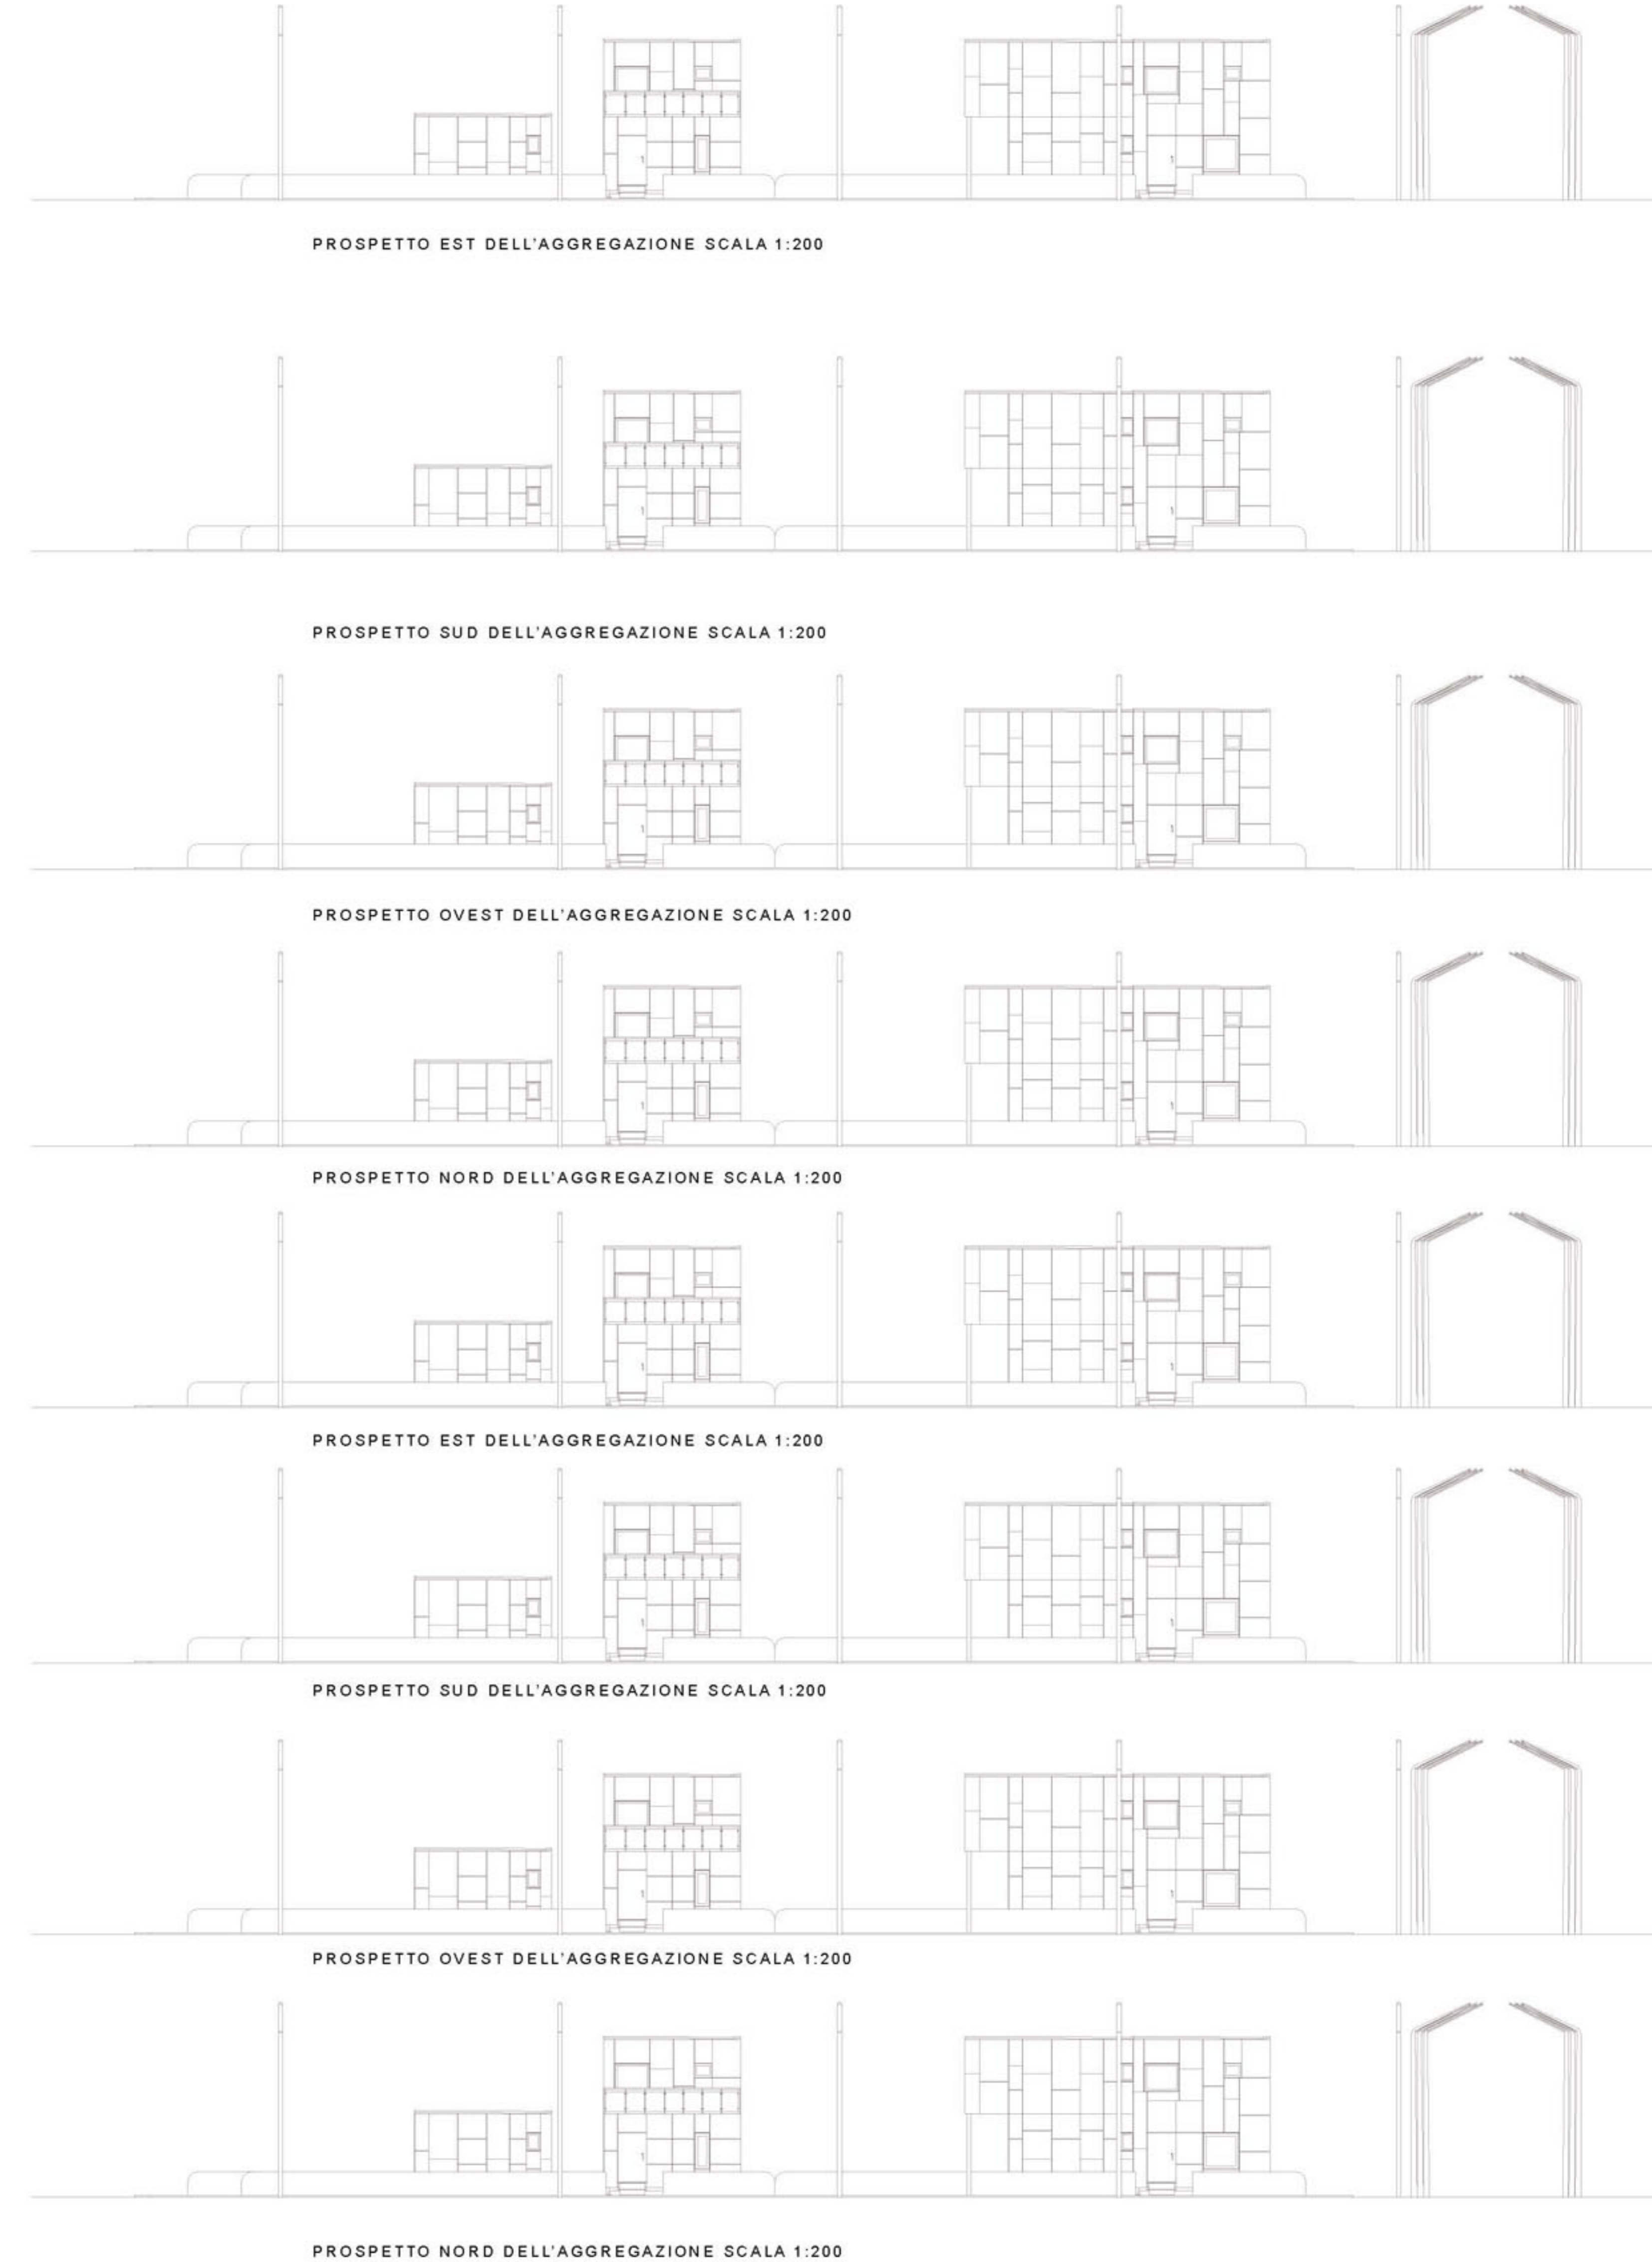 PROSPETTO EST DELL'AGGREGAZIONE SCALA 1:200
PROSPETTO SUD DELL'AGGREGAZIONE SCALA 1:200
PROSPETTO OVEST DELL'AGGREGAZIONE SCALA 1:200
PROSPETTO NORD DELL'AGGREGAZIONE SCALA 1:200
PROSPETTO EST DELL'AGGREGAZIONE SCALA 1:200
PROSPETTO SUD DELL'AGGREGAZIONE SCALA 1:200
PROSPETTO OVEST DELL'AGGREGAZIONE SCALA 1:200
PROSPETTO NORD DELL'AGGREGAZIONE SCALA 1:200